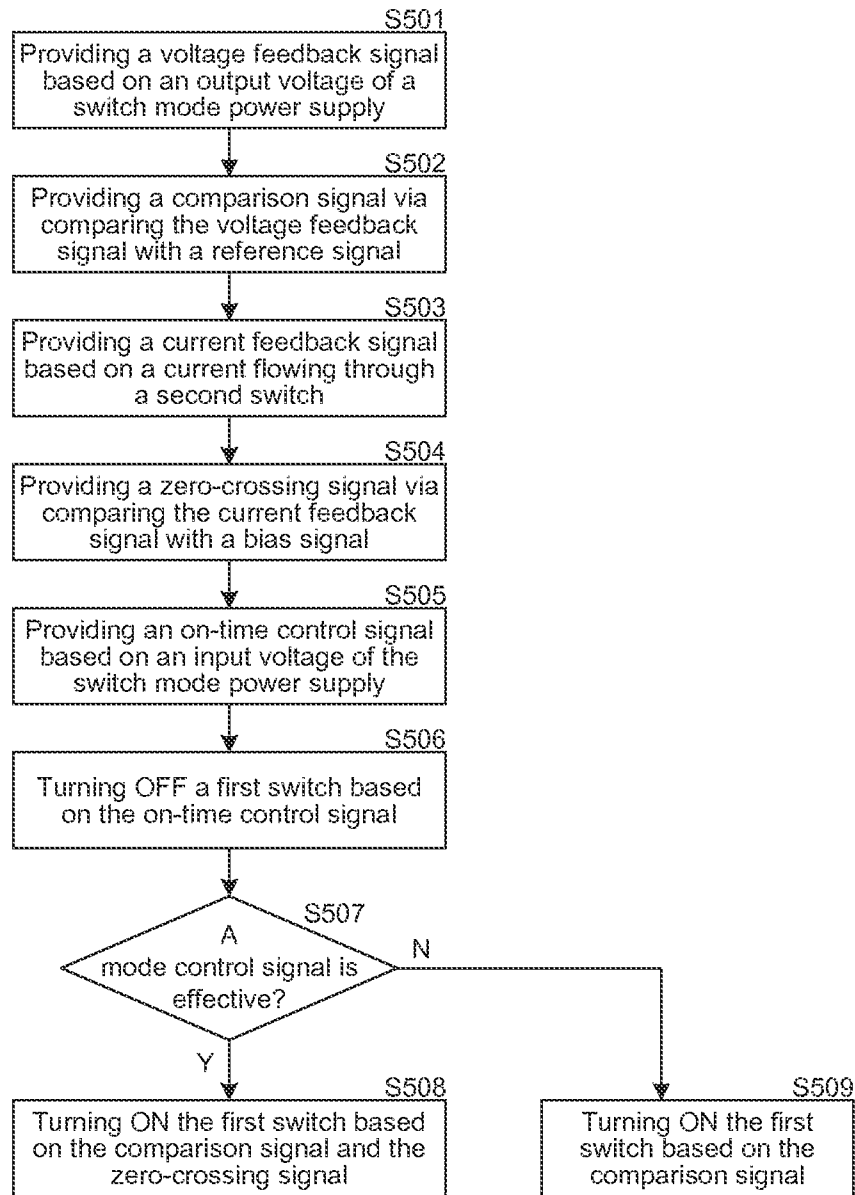 S501
Providing a voltage feedback signal
based on an output voltage of a
switch mode power supply
S502
Providing a comparison signal via
comparing the voltage feedback
signal with a reference signal
S503
Providing a current feedback signal
based on a current flowing through
a second switch
S504
Providing a zero-crossing signal via
comparing the current feedback
signal with a bias signal
S505
Providing an on-time control signal
based on an input voltage of the
switch mode power supply
S506
Turning OFF a first switch based
on the on-time control signal
S507
A
mode control signal is
effective?
N
Y
S508
Turning ON the first switch based
on the comparison signal and the
zero-crossing signal
S509
Turning ON the first
switch based on the
comparison signal